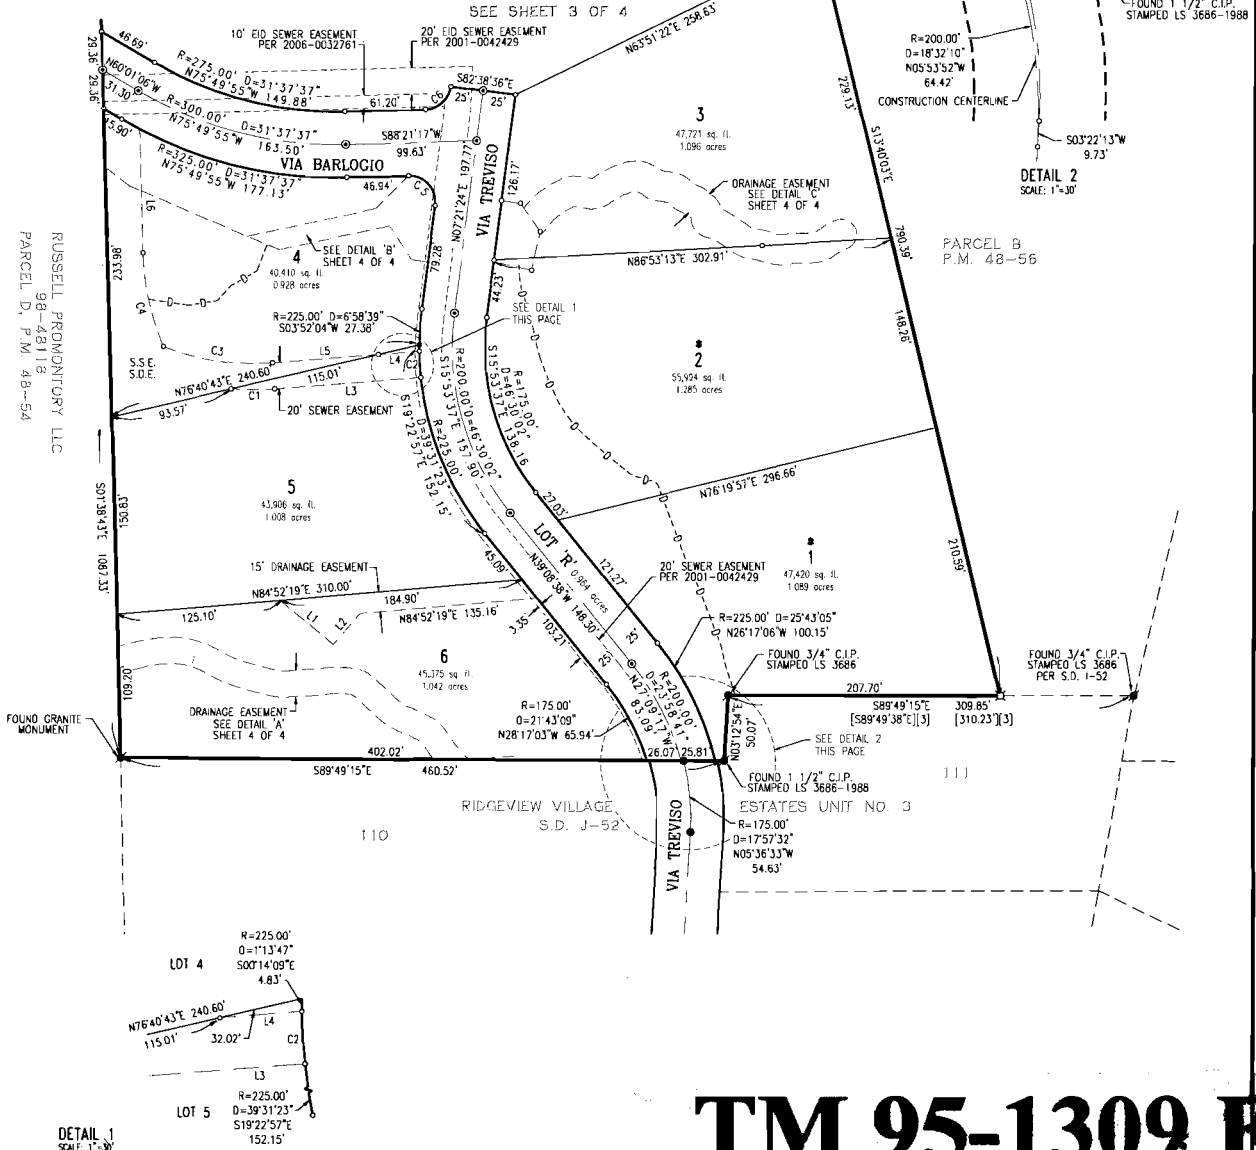 SEE SHEET 3 OF 4
10' EID SEWER EASEMENT
PER 2006-0032761
20' EID SEWER EASEMENT
PER 2001-0042429
N63°51'22"E 258.63'
FOUND 1 1/2" C.I.P.
STAMPED LS 3686-1988
R=200.00'
D=18°32'10"
N05°53'52"W
64.42'
CONSTRUCTION CENTERLINE
S03°22'13"W
9.73'
DETAIL 2
SCALE: 1"=30'
29.36'
29.36'
46.69'
N60°01'06"W
31.30'
45.90'
R=275.00' D=31°37'37"
N75°49'55"W 149.88'
61.20'
C6
S82°38'36"E
25'
25'
R=300.00' D=31°37'37"
N75°49'55"W 163.50'
S88°21'17"W
99.63'
R=325.00' D=31°37'37"
N75°49'55"W 177.13'
VIA BARLOGIO
46.94'
C5
N07°21'24"E 197.77'
VIA TREVISO
126.17'
3
47,721 sq. ft.
1.096 acres
229.13'
S13°40'03"E
790.39'
DRAINAGE EASEMENT
SEE DETAIL 'C'
SHEET 4 OF 4
PARCEL B
P.M. 48-56
N86°53'13"E 302.91'
L6
SEE DETAIL 'B'
SHEET 4 OF 4
4
40,410 sq. ft.
0.928 acres
79.28
44.23'
233.98'
RUSSELL PROMONTORY LLC
98-48113
PARCEL D, P.M. 48-54
C4
R=225.00' D=6°58'39"
S03°52'04"W 27.38'
SEE DETAIL 1
THIS PAGE
148.26'
*
2
55,994 sq. ft.
1.285 acres
S.S.E.
S.D.E.
C3
L5
L4
C2
N76°40'43"E 240.60'
115.01'
93.57'
C1
L3
20' SEWER EASEMENT
R=175.00'
D=46°30'02"
S15°53'37"E 138.16
R=200.00' D=46°30'02"
S15°53'37"E 157.90'
R=225.00'
D=39°31'23"
S19°22'57"E 152.15'
N76°19'57"E 296.66'
27.03'
5
43,906 sq. ft.
1.008 acres
S01°38'43"E 1087.33'
150.83'
LOT 'R'
0.964 acres
45.09'
121.27'
N39°08'38"W 148.30'
*
1
47,420 sq. ft.
1.089 acres
210.59'
15' DRAINAGE EASEMENT
N84°52'19"E 310.00'
125.10'
184.90'
N84°52'19"E 135.16'
L1
L2
3.35'
103.21'
20' SEWER EASEMENT
PER 2001-0042429
R=225.00' D=25°43'05"
N26°17'06"W 100.15'
25'
25'
FOUND 3/4" C.I.P.
STAMPED LS 3686
FOUND 3/4" C.I.P.
STAMPED LS 3686
PER S.D. I-52
6
45,375 sq. ft.
1.042 acres
109.20'
DRAINAGE EASEMENT
SEE DETAIL 'A'
SHEET 4 OF 4
R=175.00'
D=21°43'09"
N28°17'03"W 65.94'
R=200.00'
D=23°58'41"
N27°09'17"W
83.09'
N03°12'54"E
50.07'
207.70'
S89°49'15"E 309.85'
[S89°49'38"E][3] [310.23'][3]
SEE DETAIL 2
THIS PAGE
FOUND GRANITE
MONUMENT
402.02'
S89°49'15"E 460.52'
26.07' 25.81'
FOUND 1 1/2" C.I.P.
STAMPED LS 3686-1988
111
RIDGEVIEW VILLAGE ESTATES UNIT NO. 3
S.D. J-52
110
VIA TREVISO
R=175.00'
D=17°57'32"
N05°36'33"W
54.63'
R=225.00'
D=1°13'47"
S00°14'09"E
4.83'
LOT 4
N76°40'43"E 240.60'
115.01'
32.02'
L4
C2
L3
LOT 5
R=225.00'
D=39°31'23"
S19°22'57"E
152.15'
DETAIL 1
SCALE: 1"=30'
TM 95-1309